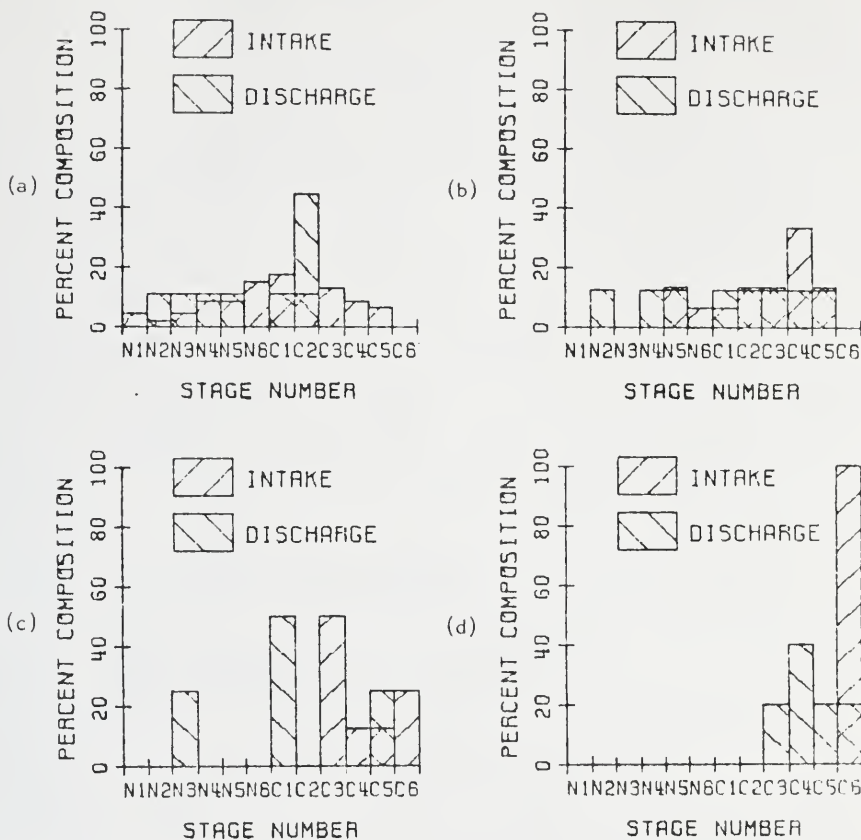 (a)
PERCENT COMPOSITION
100
80
60
40
20
0
INTAKE
DISCHARGE
N1N2N3N4N5N6C1C2C3C4C5C6
STAGE NUMBER
(b)
PERCENT COMPOSITION
100
80
60
40
20
0
INTAKE
DISCHARGE
N1N2N3N4N5N6C1C2C3C4C5C6
STAGE NUMBER
(c)
PERCENT COMPOSITION
100
80
60
40
20
0
INTAKE
DISCHARGE
N1N2N3N4N5N6C1C2C3C4C5C6
STAGE NUMBER
(d)
PERCENT COMPOSITION
100
80
60
40
20
0
INTAKE
DISCHARGE
N1N2N3N4N5N6C1C2C3C4C5C6
STAGE NUMBER